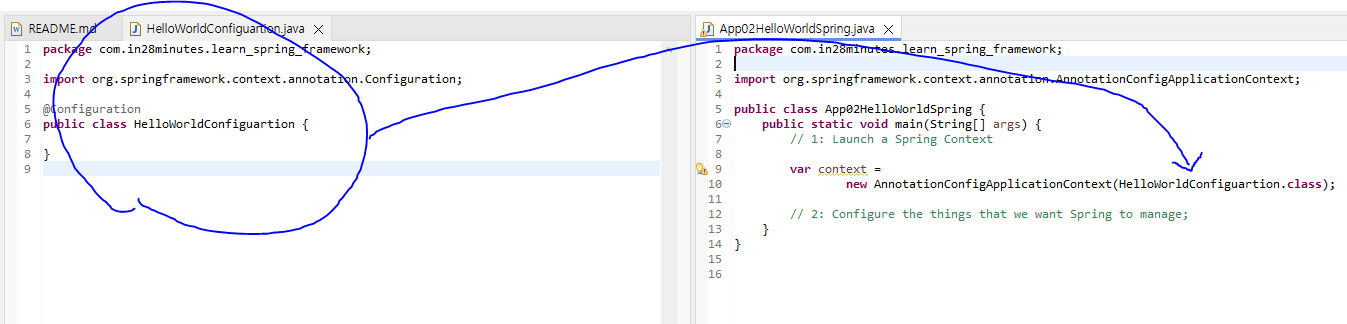 README.md
HelloWorldConfiguartion.java
1 package com.in28minutes.learn_spring_framework;
2
3 import org.springframework.context.annotation.Configuration;
4
5 @Configuration
6 public class HelloWorldConfiguartion {
7
8 }
9
App02HelloWorldSpring.java
1 package com.in28minutes.learn_spring_framework;
2
3 import org.springframework.context.annotation.AnnotationConfigApplicationContext;
4
5 public class App02HelloWorldSpring {
6 public static void main(String[] args) {
7 // 1: Launch a Spring Context
8
9 var context =
10 new AnnotationConfigApplicationContext(HelloWorldConfiguartion.class);
11
12 // 2: Configure the things that we want Spring to manage;
13 }
14 }
15
16